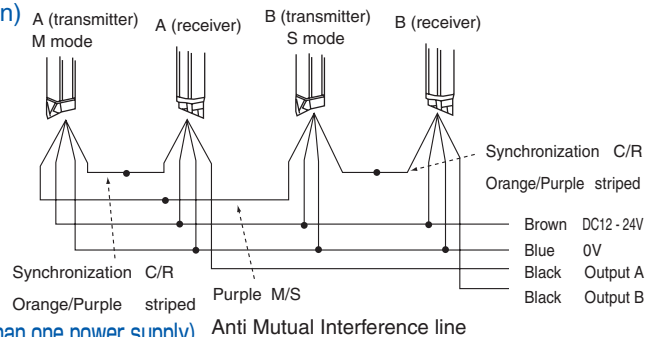 n)
A (transmitter)
M mode
A (receiver)
B (transmitter)
S mode
B (receiver)
Synchronization C/R
Orange/Purple striped
Brown DC12 - 24V
Blue 0V
Black Output A
Black Output B
Synchronization C/R
Orange/Purple striped
Purple M/S
han one power supply)
Anti Mutual Interference line